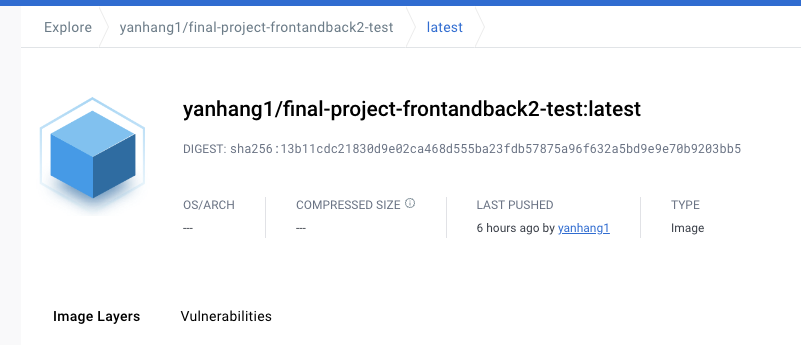 Explore yanhang1/final-project-frontandback2-test latest
yanhang1/final-project-frontandback2-test:latest
DIGEST: sha256:13b11cdc21830d9e02ca468d555ba23fdb57875a96f632a5bd9e9e70b9203bb5
OS/ARCH COMPRESSED SIZE LAST PUSHED TYPE
--- --- 6 hours ago by yanhang1 Image
Image Layers Vulnerabilities